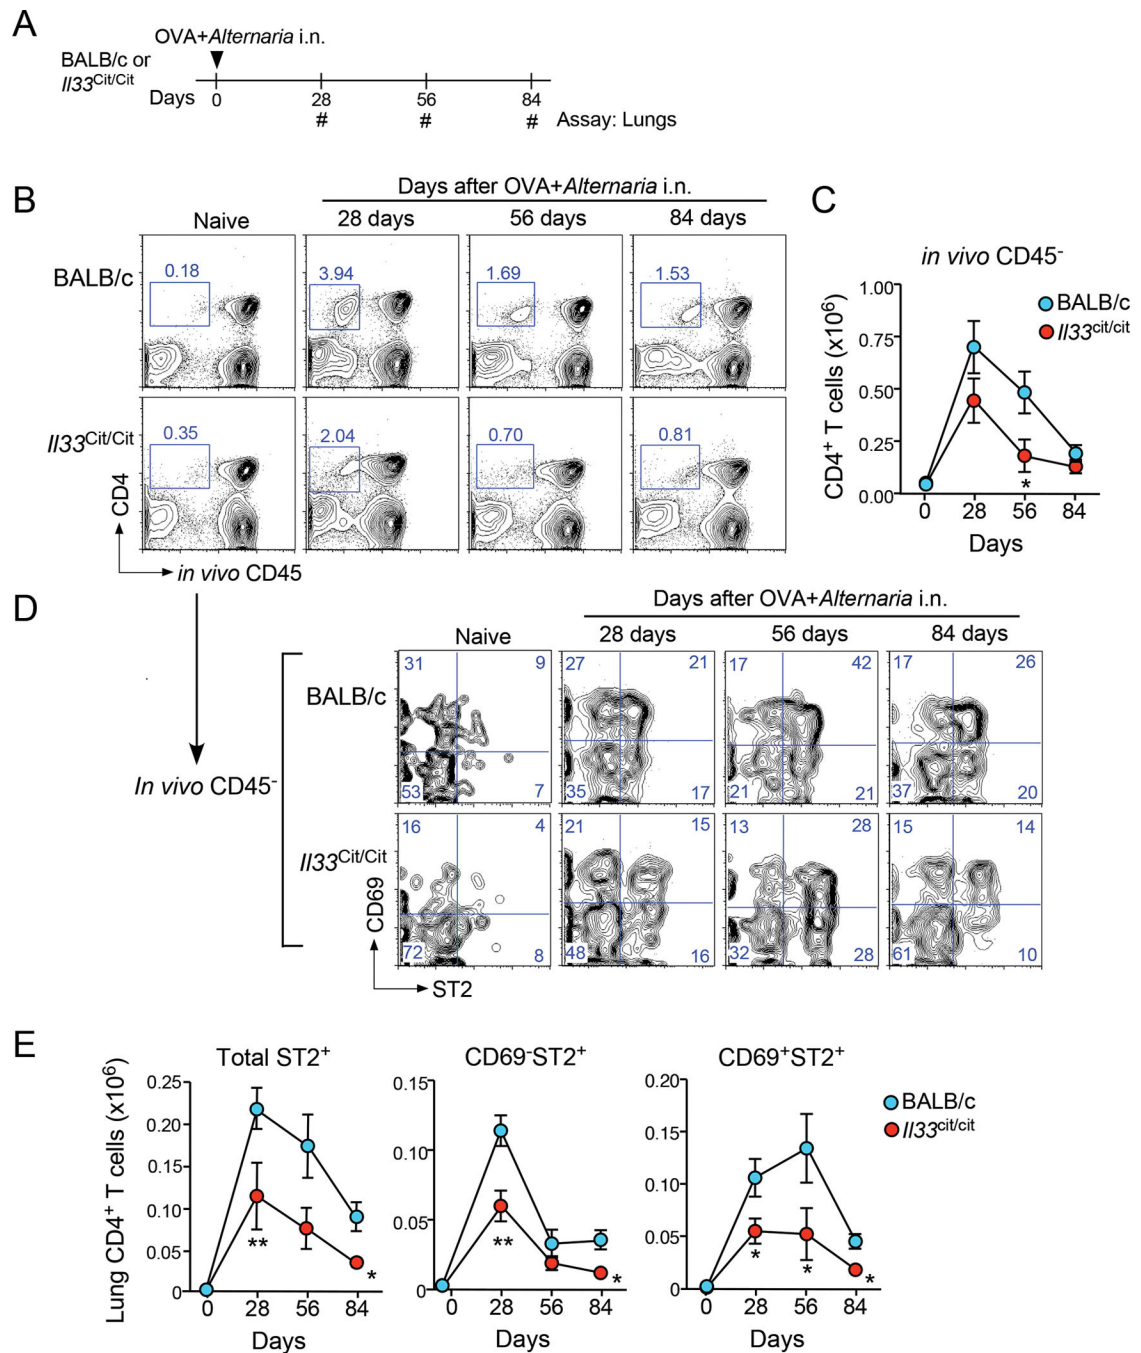 A
OVA+Alternaria i.n.
BALB/c or
Il33Cit/Cit
Days
0 28 56 84
# # # Assay: Lungs
B
Days after OVA+Alternaria i.n.
Naive 28 days 56 days 84 days
BALB/c
0.18 3.94 1.69 1.53
Il33Cit/Cit
0.35 2.04 0.70 0.81
CD4
in vivo CD45
C
in vivo CD45-
CD4+ T cells (x106)
1.00
0.75
0.50
0.25
0.00
BALB/c
Il33cit/cit
*
0 28 56 84
Days
D
Days after OVA+Alternaria i.n.
Naive 28 days 56 days 84 days
In vivo CD45-
BALB/c
31 9 27 21 17 42 17 26
53 7 35 17 21 21 37 20
Il33Cit/Cit
16 4 21 15 13 28 15 14
72 8 48 16 32 28 61 10
CD69
ST2
E
Lung CD4+ T cells (x106)
Total ST2+
0.25
0.20
0.15
0.10
0.05
0
** *
0 28 56 84
Days
CD69-ST2+
0.15
0.10
0.05
0
** *
0 28 56 84
Days
CD69+ST2+
0.20
0.15
0.10
0.05
0
* * *
0 28 56 84
Days
BALB/c
Il33cit/cit